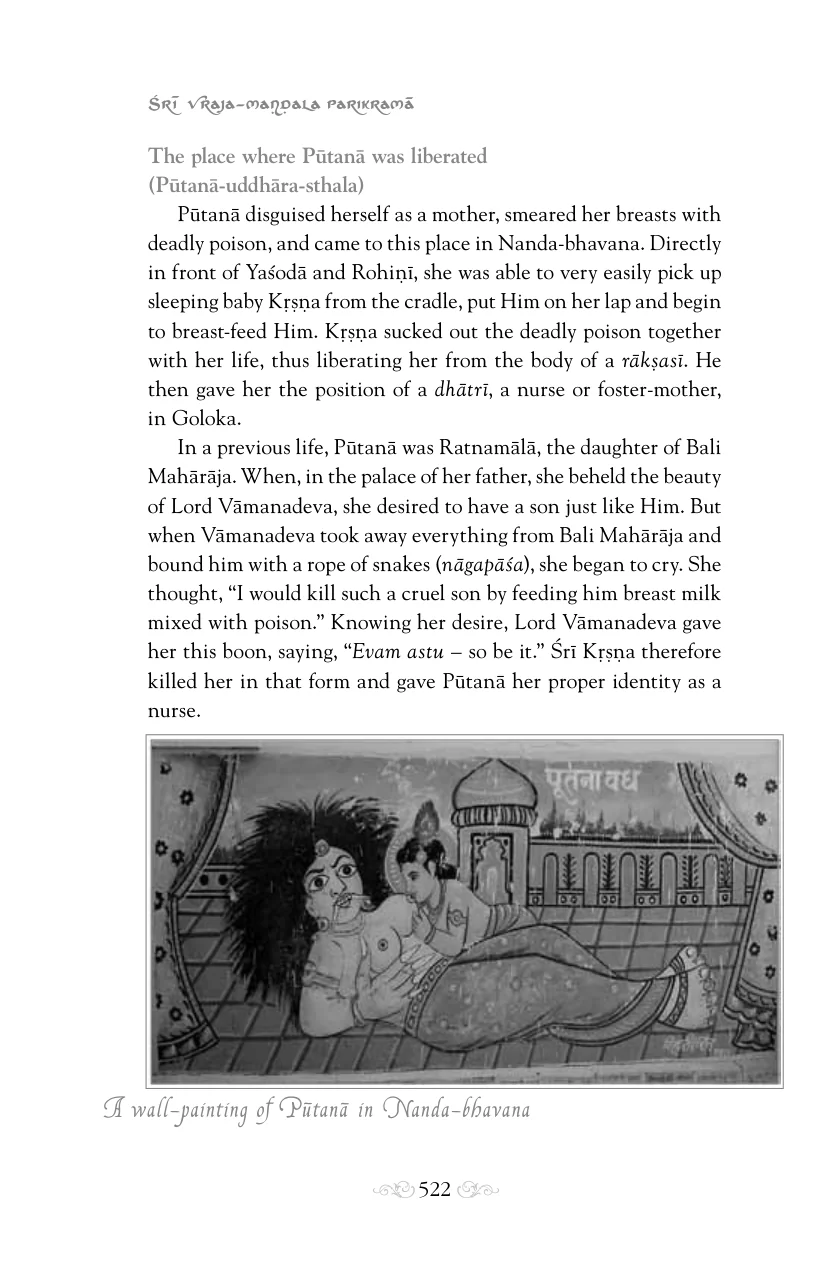 Śrī Vraja-maṇḍala Parikramā
The place where Pūtanā was liberated
(Pūtanā-uddhāra-sthala)
Pūtanā disguised herself as a mother, smeared her breasts with
deadly poison, and came to this place in Nanda-bhavana. Directly
in front of Yaśodā and Rohiṇī, she was able to very easily pick up
sleeping baby Kṛṣṇa from the cradle, put Him on her lap and begin
to breast-feed Him. Kṛṣṇa sucked out the deadly poison together
with her life, thus liberating her from the body of a rākṣasī. He
then gave her the position of a dhātrī, a nurse or foster-mother,
in Goloka.
In a previous life, Pūtanā was Ratnamālā, the daughter of Bali
Mahārāja. When, in the palace of her father, she beheld the beauty
of Lord Vāmanadeva, she desired to have a son just like Him. But
when Vāmanadeva took away everything from Bali Mahārāja and
bound him with a rope of snakes (nāgapāśa), she began to cry. She
thought, “I would kill such a cruel son by feeding him breast milk
mixed with poison.” Knowing her desire, Lord Vāmanadeva gave
her this boon, saying, “Evam astu – so be it.” Śrī Kṛṣṇa therefore
killed her in that form and gave Pūtanā her proper identity as a
nurse.
पूतना वध
A wall-painting of Pūtanā in Nanda-bhavana
522